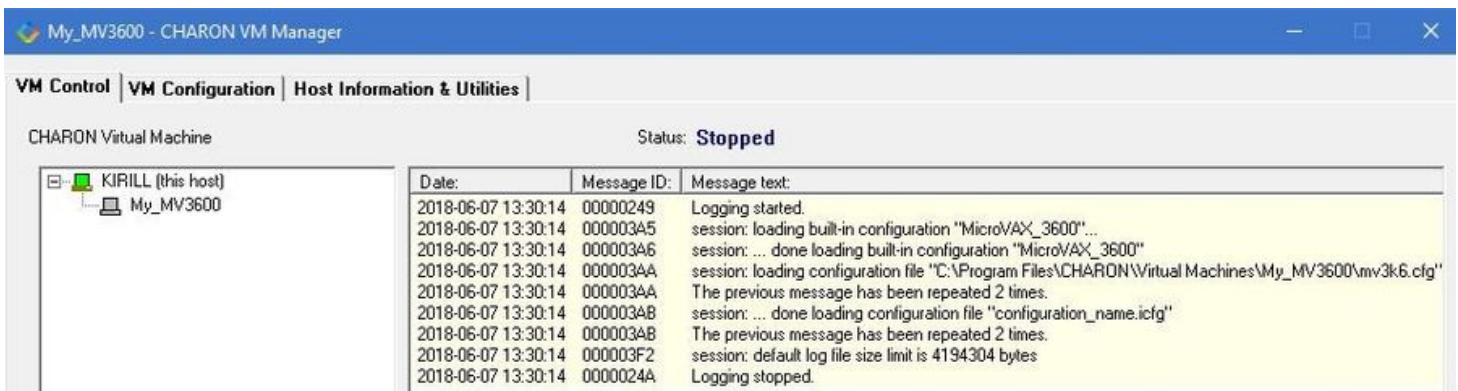 My_MV3600 - CHARON VM Manager
VM Control | VM Configuration | Host Information & Utilities
CHARON Virtual Machine Status: Stopped
KIRILL (this host)
My_MV3600
Date: Message ID: Message text:
2018-06-07 13:30:14 00000249 Logging started.
2018-06-07 13:30:14 000003A5 session: loading built-in configuration "MicroVAX_3600"...
2018-06-07 13:30:14 000003A6 session: ... done loading built-in configuration "MicroVAX_3600"
2018-06-07 13:30:14 000003AA session: loading configuration file "C:\Program Files\CHARON\Virtual Machines\My_MV3600\mv3k6.cfg"
2018-06-07 13:30:14 000003AA The previous message has been repeated 2 times.
2018-06-07 13:30:14 000003AB session: ... done loading configuration file "configuration_name.icfg"
2018-06-07 13:30:14 000003AB The previous message has been repeated 2 times.
2018-06-07 13:30:14 000003F2 session: default log file size limit is 4194304 bytes
2018-06-07 13:30:14 0000024A Logging stopped.